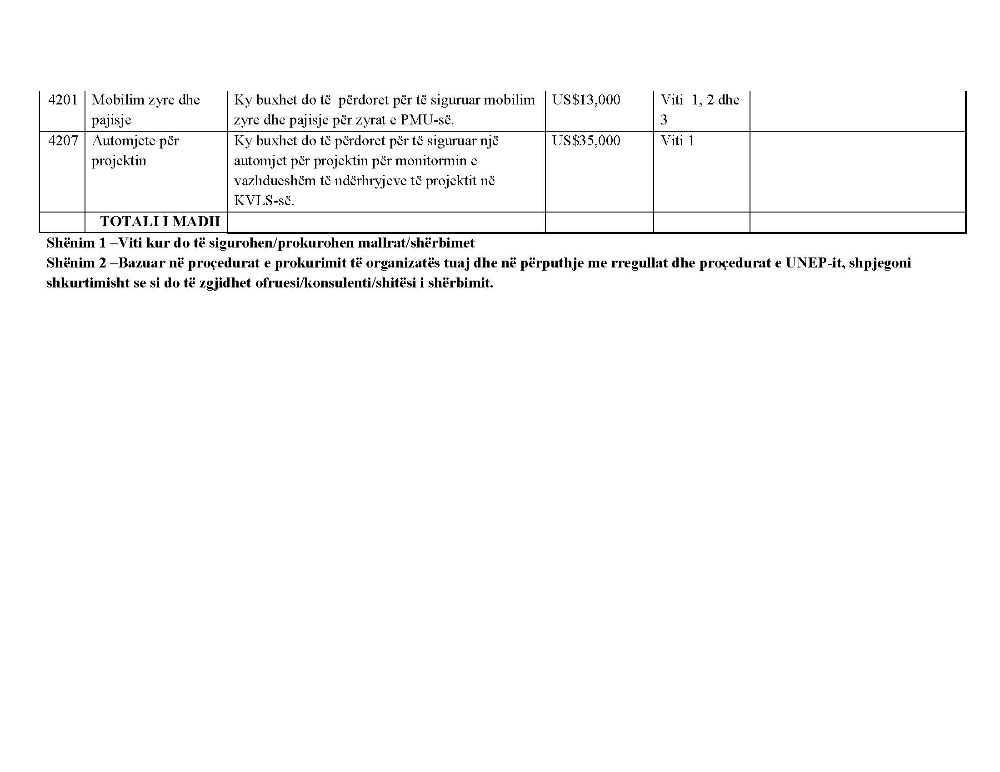 4201 Mobilim zyre dhe Ky buxhet do të  përdoret për të siguruar mobilim US$13,000 Viti  1, 2 dhe
pajisje zyre dhe pajisje për zyrat e PMU-së. 3
4207 Automjete për Ky buxhet do të përdoret për të siguruar një US$35,000 Viti 1
projektin automjet për projektin për monitormin e
vazhdueshëm të ndërhryjeve të projektit në
KVLS-së.
TOTALI I MADH
Shënim 1 –Viti kur do të sigurohen/prokurohen mallrat/shërbimet
Shënim 2 –Bazuar në proçedurat e prokurimit të organizatës tuaj dhe në përputhje me rregullat dhe proçedurat e UNEP-it, shpjegoni
shkurtimisht se si do të zgjidhet ofruesi/konsulenti/shitësi i shërbimit.